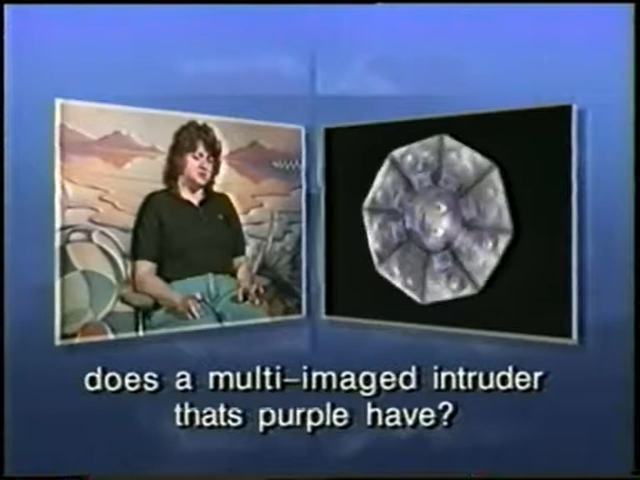 does a multi-imaged intruder
thats purple have?